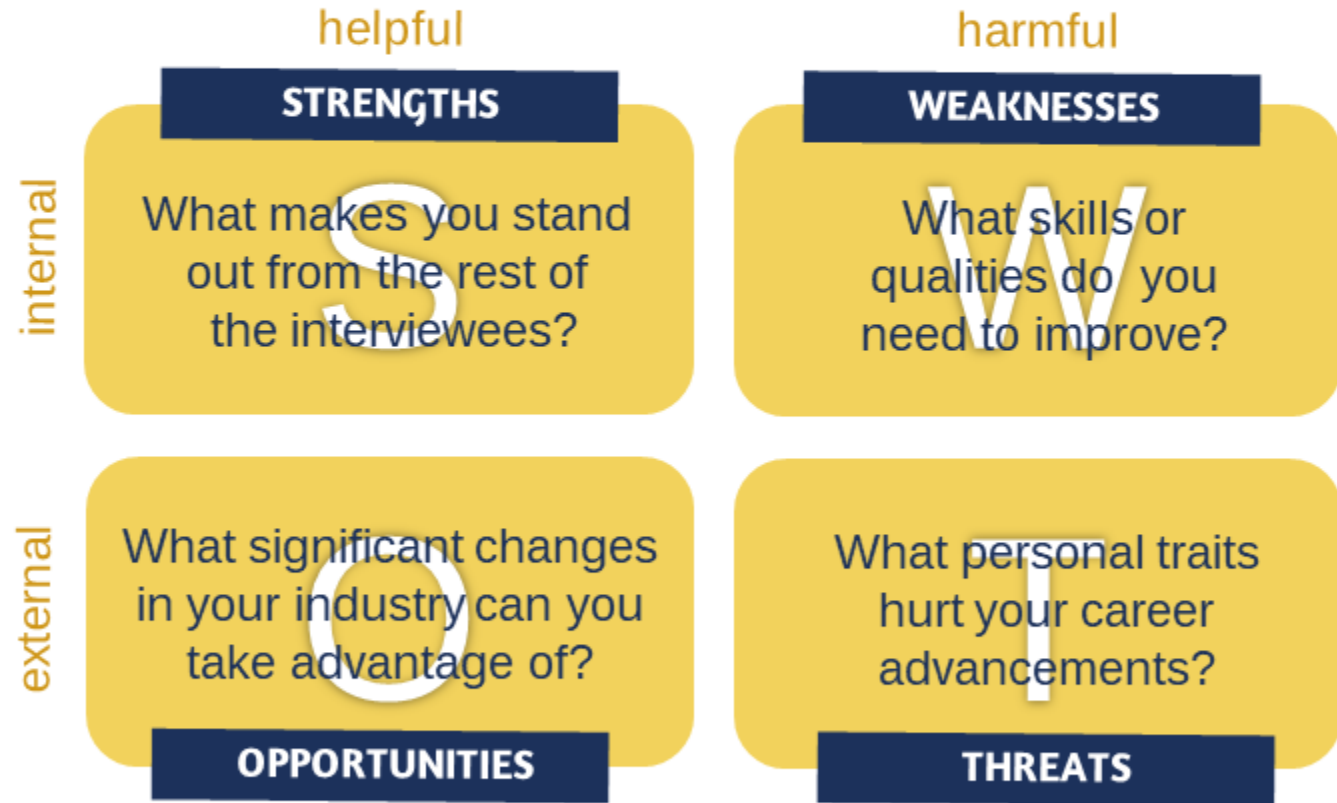 helpful
harmful
internal
STRENGTHS
S
What makes you stand
out from the rest of
the interviewees?
WEAKNESSES
W
What skills or
qualities do  you
need to improve?
external
O
What significant changes
in your industry can you
take advantage of?
OPPORTUNITIES
T
What personal traits
hurt your career
advancements?
THREATS